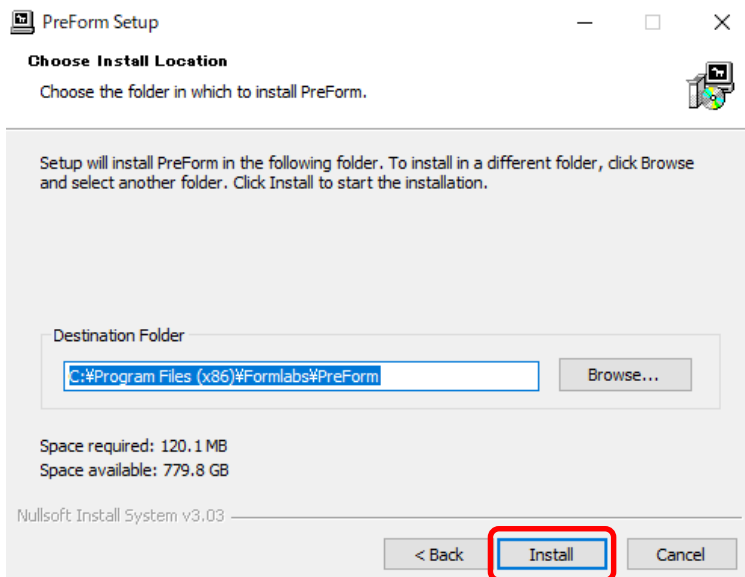 PreForm Setup
Choose Install Location
Choose the folder in which to install PreForm.
Setup will install PreForm in the following folder. To install in a different folder, click Browse
and select another folder. Click Install to start the installation.
Destination Folder
C:¥Program Files (x86)¥Formlabs¥PreForm
Browse...
Space required: 120.1 MB
Space available: 779.8 GB
Nullsoft Install System v3.03
< Back
Install
Cancel